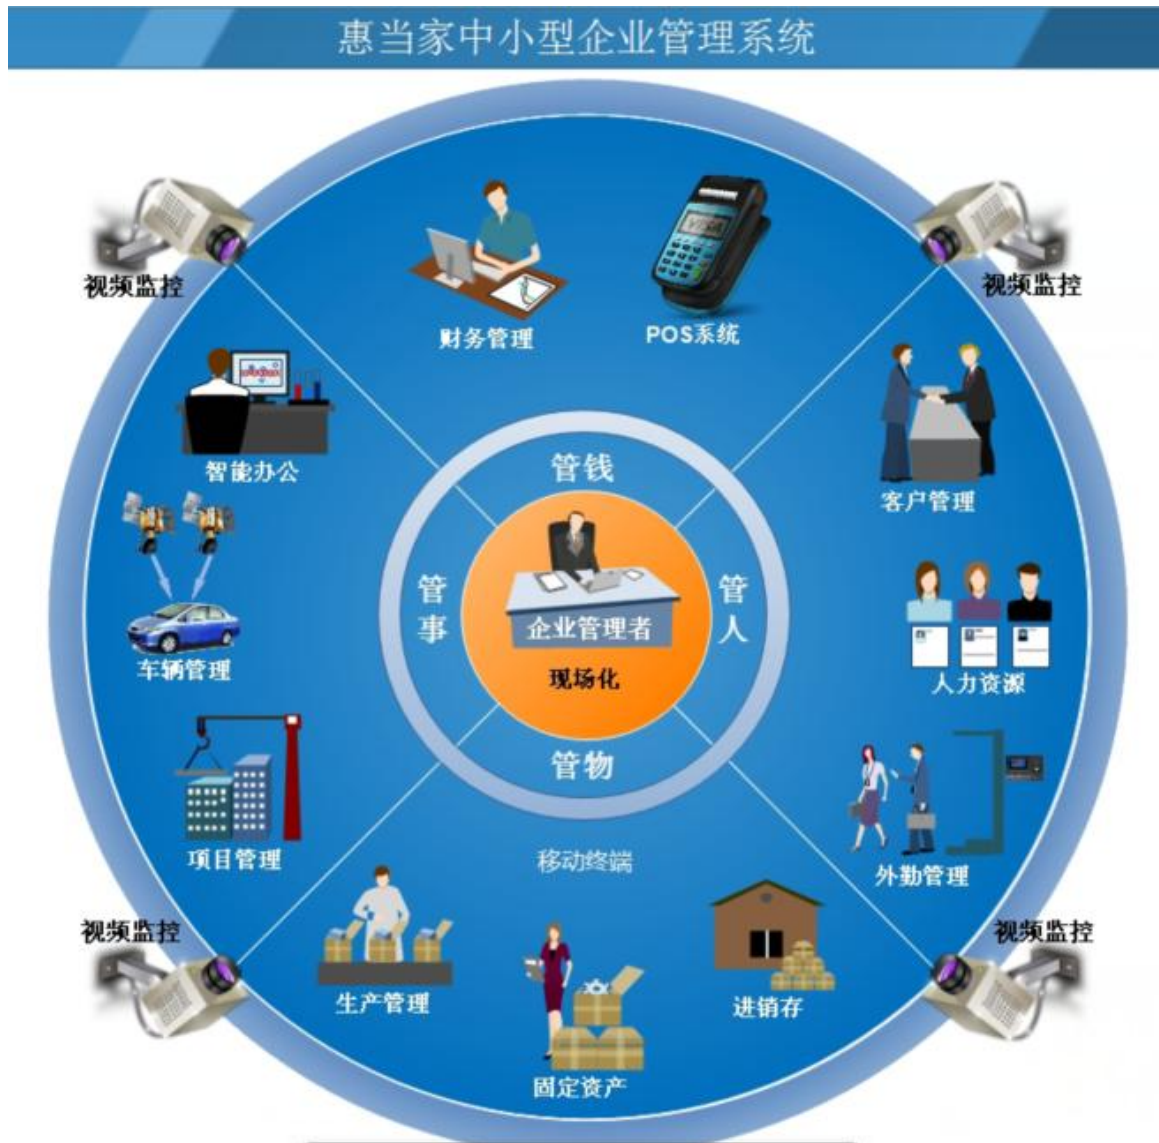 惠当家中小型企业管理系统
视频监控
视频监控
财务管理
POS系统
智能办公
客户管理
管钱
管事
管人
企业管理者
现场化
车辆管理
人力资源
管物
项目管理
移动终端
外勤管理
视频监控
视频监控
生产管理
进销存
固定资产